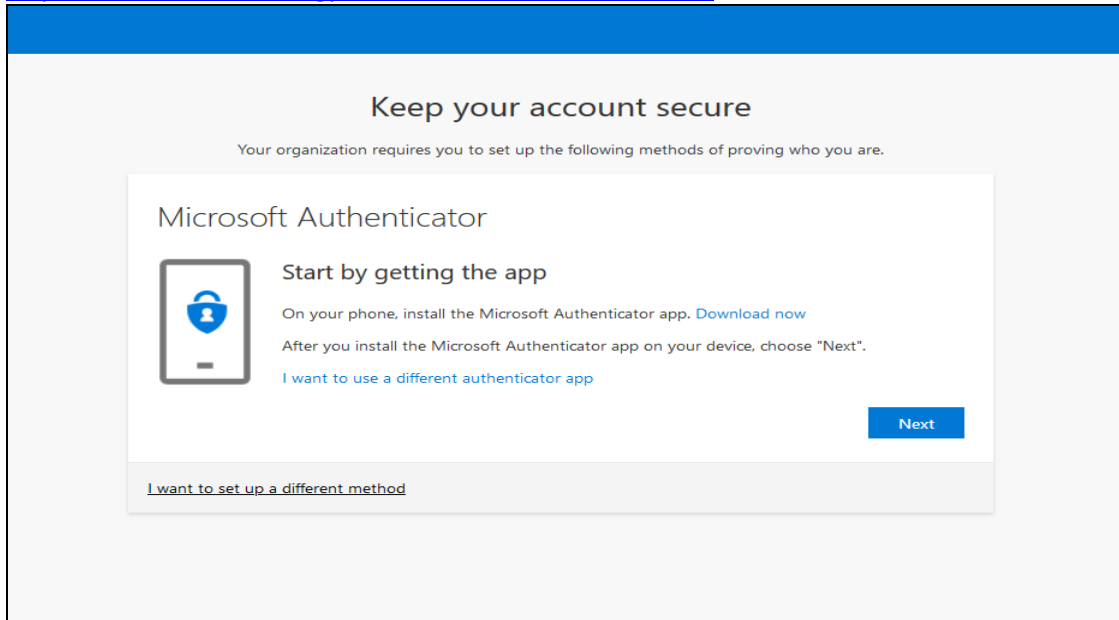 Keep your account secure
Your organization requires you to set up the following methods of proving who you are.
Microsoft Authenticator
Start by getting the app
On your phone, install the Microsoft Authenticator app. Download now
After you install the Microsoft Authenticator app on your device, choose "Next".
I want to use a different authenticator app
Next
I want to set up a different method